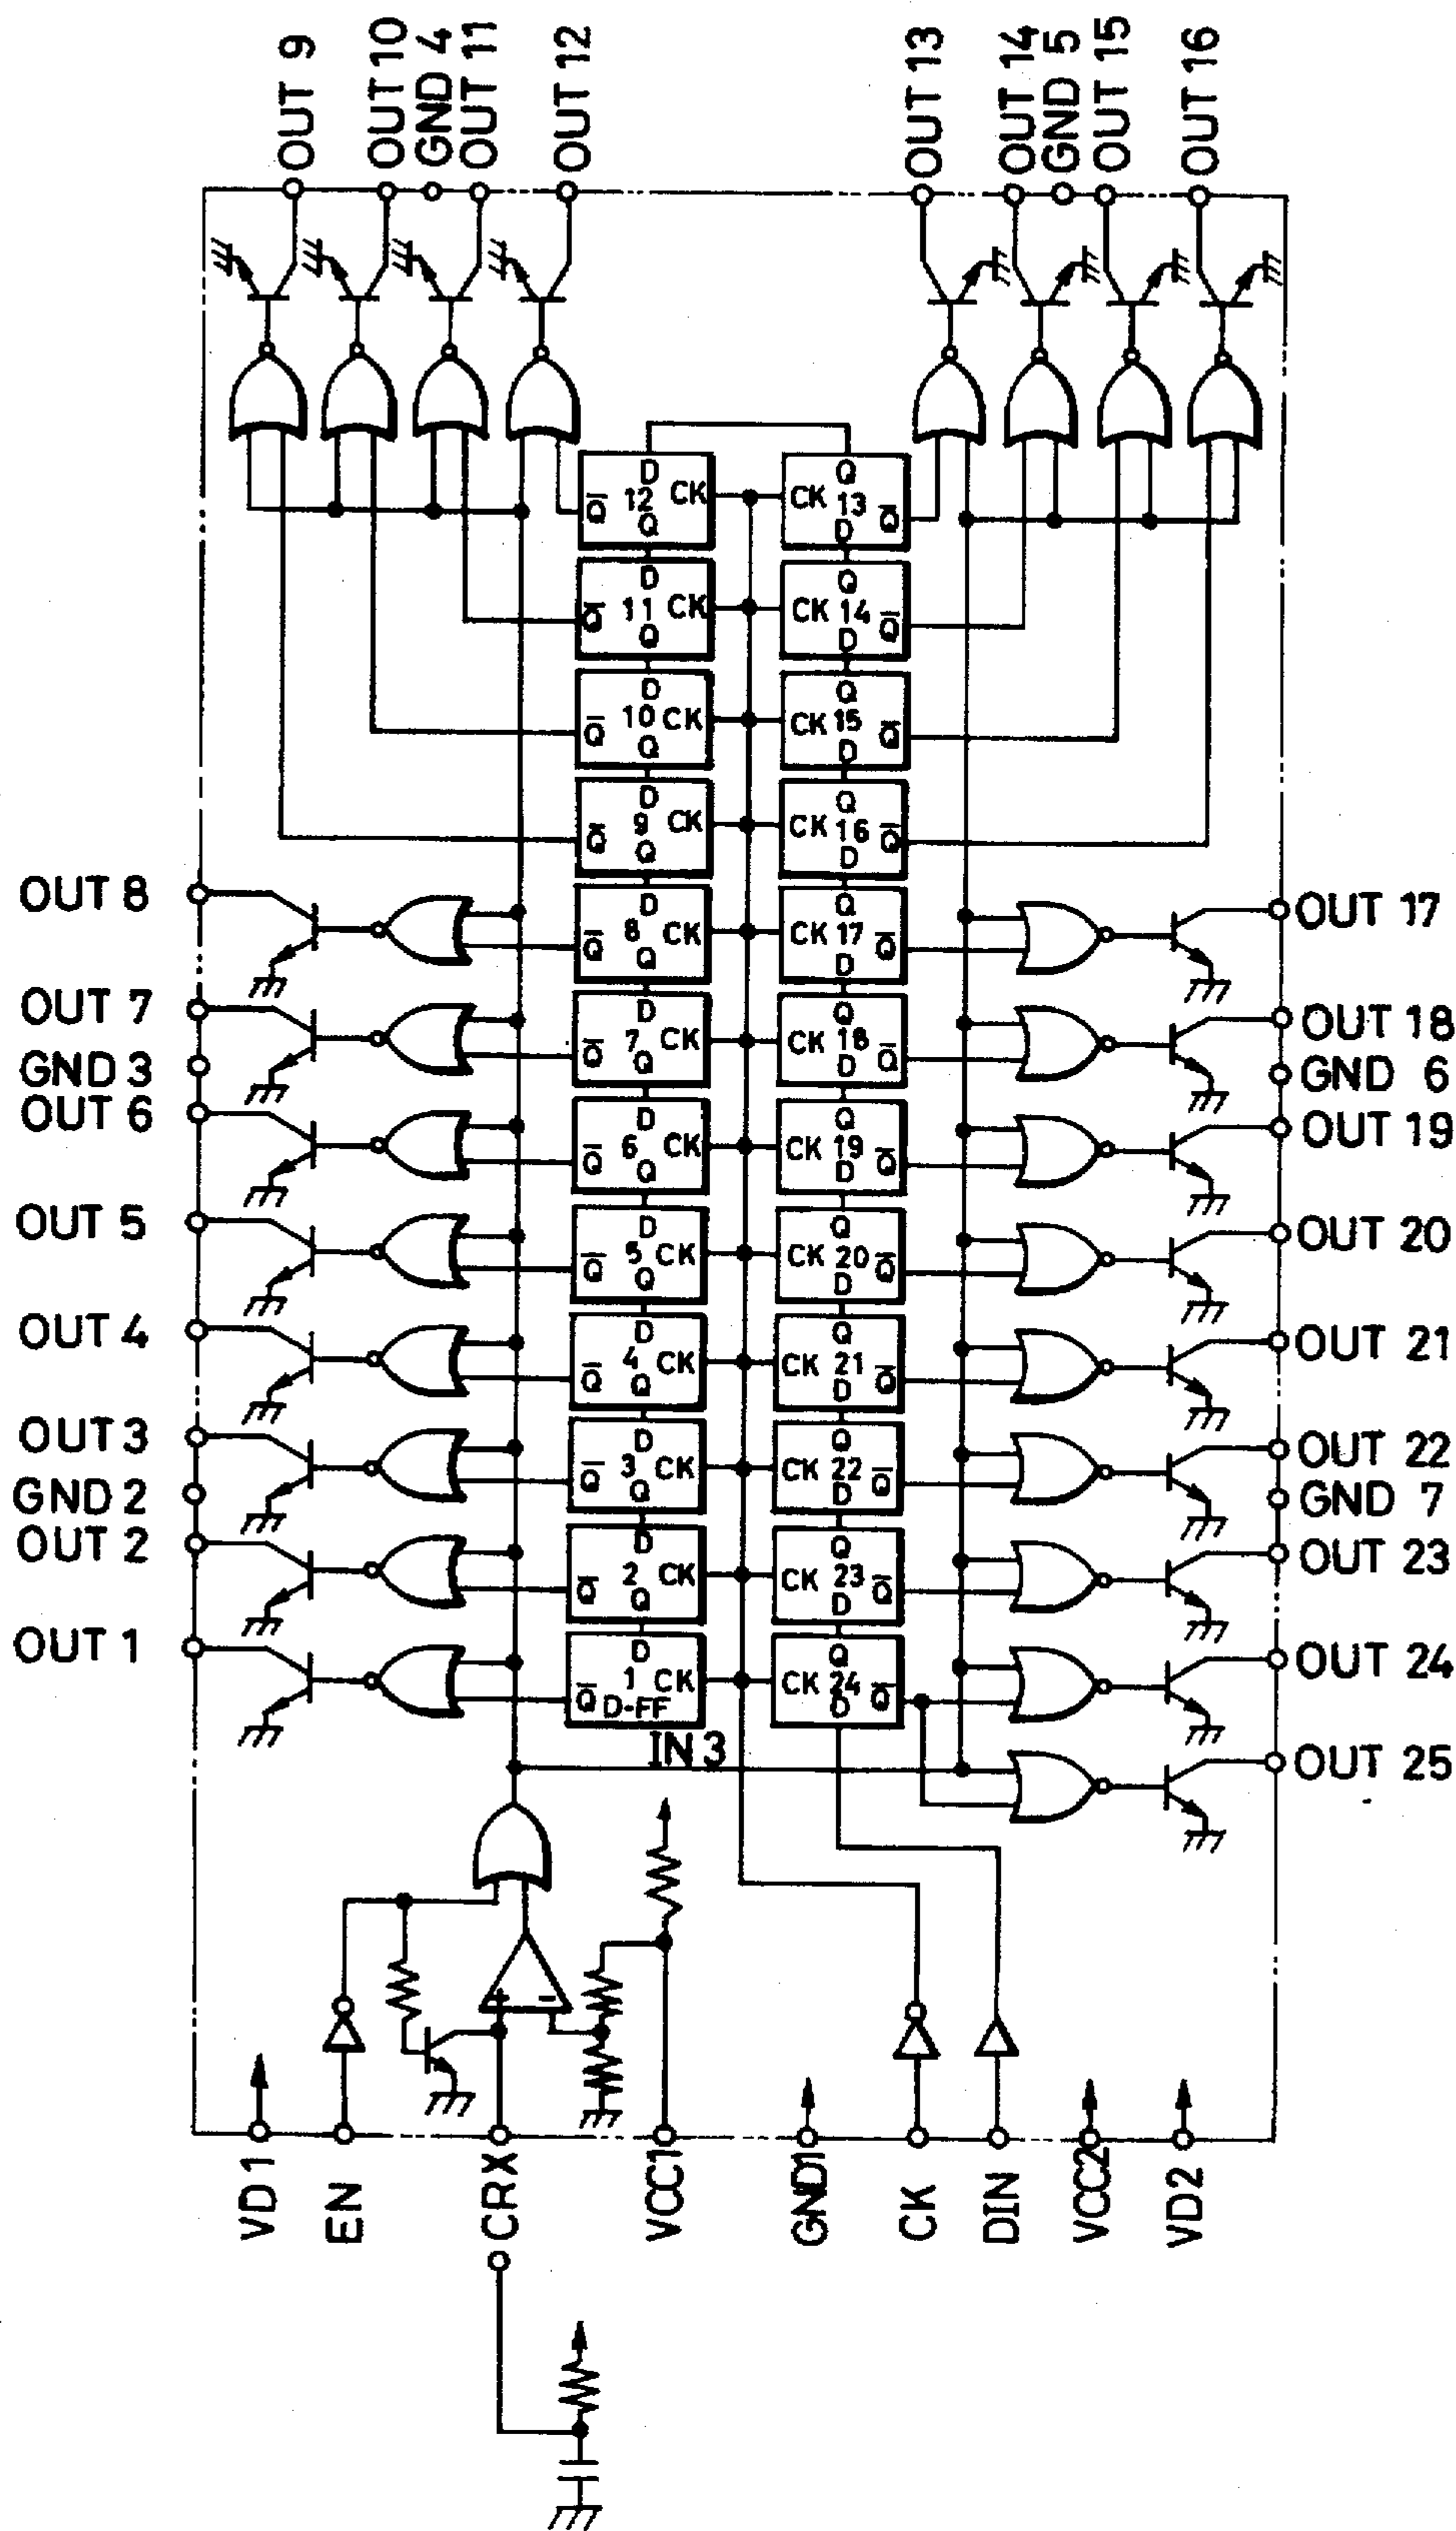 OUT 9
OUT 10
GND 4
OUT 11
OUT 12
OUT 13
OUT 14
GND 5
OUT 15
OUT 16
D
12 CK
Q̅
Q
Q
CK 13
D Q̅
D
11 CK
Q̅
Q
Q
CK 14
D Q̅
D
10 CK
Q̅
Q
Q
CK 15
D Q̅
D
9 CK
Q̅
Q
Q
CK 16
D Q̅
OUT 8
D
8 CK
Q̅
Q
Q
CK 17
D Q̅
OUT 17
OUT 7
D
7 CK
Q̅
Q
Q
CK 18
D Q̅
OUT 18
GND 3
GND 6
OUT 6
D
6 CK
Q̅
Q
Q
CK 19
D Q̅
OUT 19
OUT 5
D
5 CK
Q̅
Q
Q
CK 20
D Q̅
OUT 20
OUT 4
D
4 CK
Q̅
Q
Q
CK 21
D Q̅
OUT 21
OUT 3
D
3 CK
Q̅
Q
Q
CK 22
D Q̅
OUT 22
GND 2
GND 7
OUT 2
D
2 CK
Q̅
Q
Q
CK 23
D Q̅
OUT 23
OUT 1
D
1 CK
Q̅ D-FF
Q
CK 24
D Q̅
OUT 24
IN 3
OUT 25
+ -
VD 1
EN
CRX
VCC1
GND1
CK
DIN
VCC2
VD2